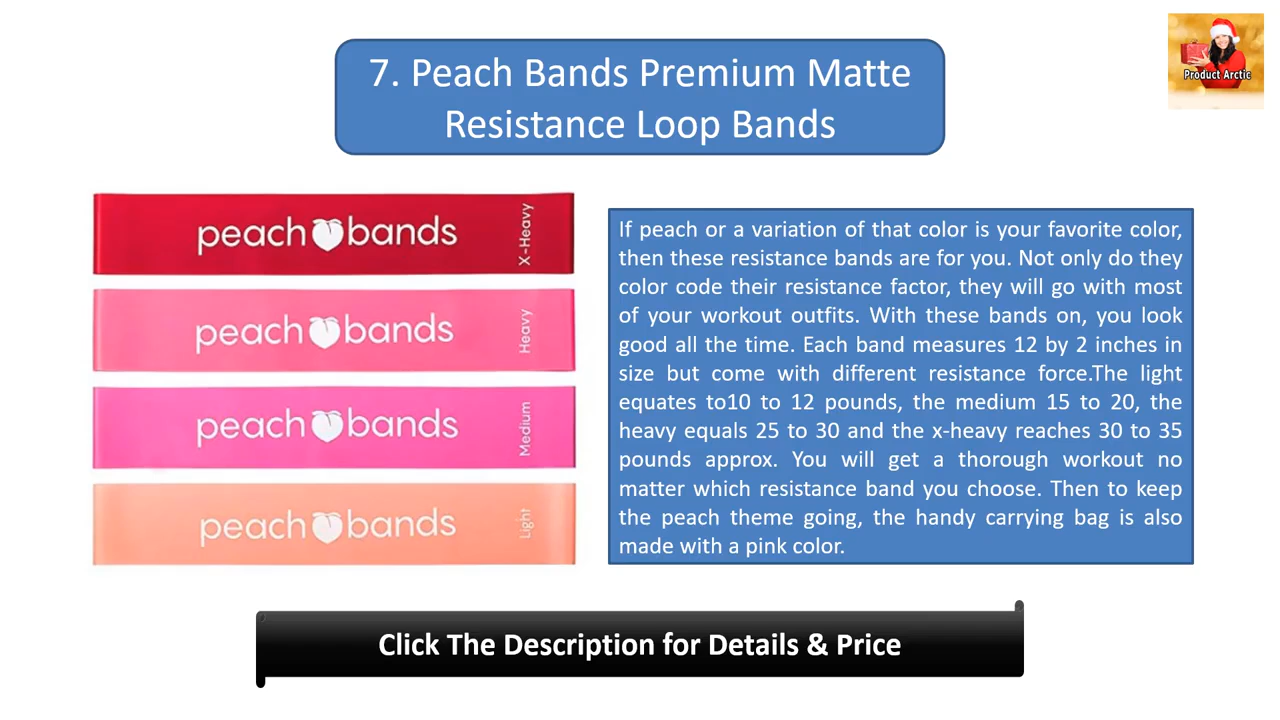 7. Peach Bands Premium Matte
Resistance Loop Bands
Product Arctic
peach bands X-Heavy
peach bands Heavy
peach bands Medium
peach bands Light
If peach or a variation of that color is your favorite color,
then these resistance bands are for you. Not only do they
color code their resistance factor, they will go with most
of your workout outfits. With these bands on, you look
good all the time. Each band measures 12 by 2 inches in
size but come with different resistance force.The light
equates to10 to 12 pounds, the medium 15 to 20, the
heavy equals 25 to 30 and the x-heavy reaches 30 to 35
pounds approx. You will get a thorough workout no
matter which resistance band you choose. Then to keep
the peach theme going, the handy carrying bag is also
made with a pink color.
Click The Description for Details & Price